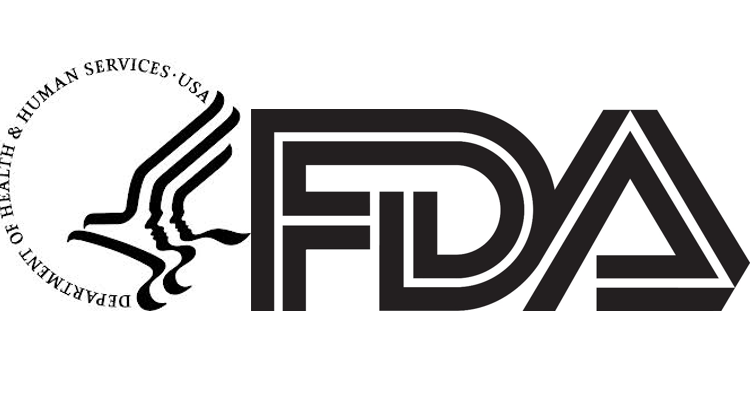 DEPARTMENT OF HEALTH & HUMAN SERVICES · USA
FDA